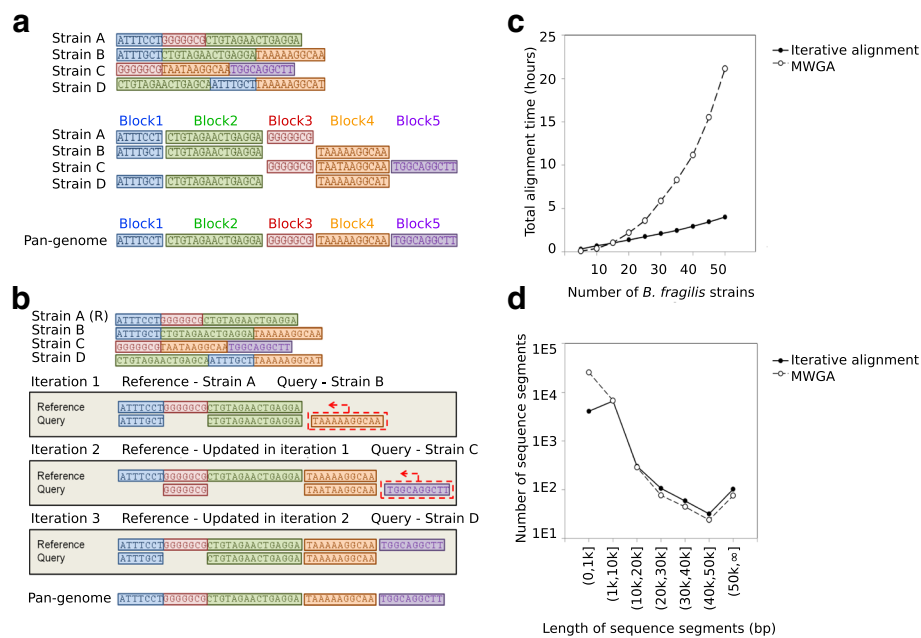 a
Strain A ATTTCCT GGGGGCG CTGTAGAACTGAGGA
Strain B ATTTGCT CTGTAGAACTGAGGA TAAAAAGGCAA
Strain C GGGGGCG TAATAAGGCAA TGGCAGGCTT
Strain D CTGTAGAACTGAGCA ATTTGCT TAAAAAGGCAT
Block1 Block2 Block3 Block4 Block5
Strain A ATTTCCT CTGTAGAACTGAGGA GGGGGCG
Strain B ATTTGCT CTGTAGAACTGAGGA TAAAAAGGCAA
Strain C GGGGGCG TAATAAGGCAA TGGCAGGCTT
Strain D ATTTGCT CTGTAGAACTGAGCA TAAAAAGGCAT
Block1 Block2 Block3 Block4 Block5
Pan-genome ATTTCCT CTGTAGAACTGAGGA GGGGGCG TAAAAAGGCAA TGGCAGGCTT
b
Strain A (R) ATTTCCT GGGGGCG CTGTAGAACTGAGGA
Strain B ATTTGCT CTGTAGAACTGAGGA TAAAAAGGCAA
Strain C GGGGGCG TAATAAGGCAA TGGCAGGCTT
Strain D CTGTAGAACTGAGCA ATTTGCT TAAAAAGGCAA
Iteration 1 Reference - Strain A Query - Strain B
Reference ATTTCCT GGGGGCG CTGTAGAACTGAGGA
Query ATTTGCT CTGTAGAACTGAGGA TAAAAAGGCAA
Iteration 2 Reference - Updated in iteration 1 Query - Strain C
Reference ATTTCCT GGGGGCG CTGTAGAACTGAGGA TAAAAAGGCAA
Query GGGGGCG TAATAAGGCAA TGGCAGGCTT
Iteration 3 Reference - Updated in iteration 2 Query - Strain D
Reference ATTTCCT GGGGGCG CTGTAGAACTGAGGA TAAAAAGGCAA TGGCAGGCTT
Query ATTTGCT CTGTAGAACTGAGCA TAAAAAGGCAA
Pan-genome ATTTCCT GGGGGCG CTGTAGAACTGAGGA TAAAAAGGCAA TGGCAGGCTT
c
Total alignment time (hours)
25
20
15
10
5
0
10 20 30 40 50
Number of B. fragilis strains
Iterative alignment
MWGA
d
Number of sequence segments
1E5
1E4
1E3
1E2
1E1
(0,1k] (1k,10k] (10k,20k] (20k,30k] (30k,40k] (40k,50k] (50k,∞]
Length of sequence segments (bp)
Iterative alignment
MWGA